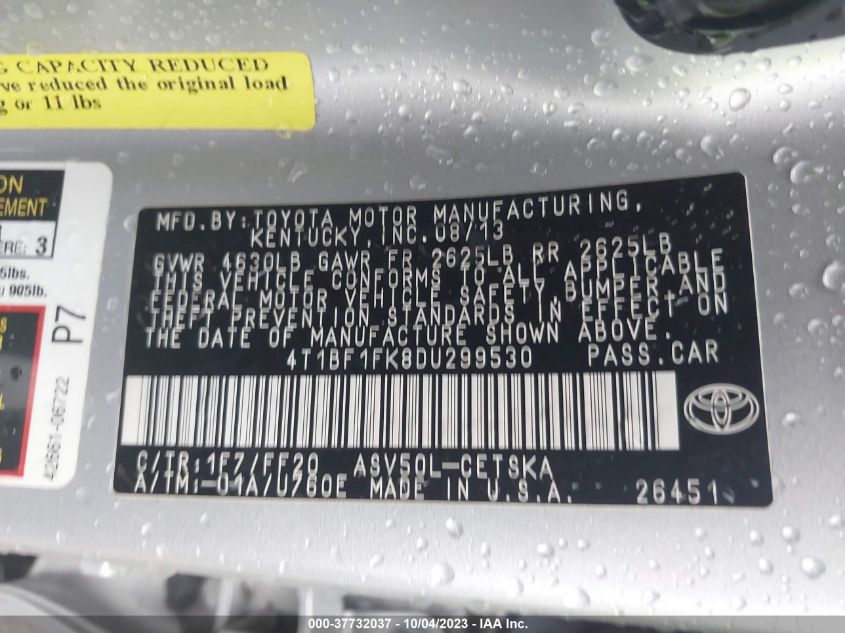 G CAPACITY REDUCED
ve reduced the original load
g or 11 lbs
ON
EMENT
ERE: 3
5lbs.
905lb.
P7
MFD.BY:TOYOTA MOTOR MANUFACTURING,
KENTUCKY, INC. 08/13
GVWR 4630LB GAWR FR 2625LB RR 2625LB
THIS VEHICLE CONFORMS TO ALL APPLICABLE
FEDERAL MOTOR VEHICLE SAFETY, BUMPER AND
THEFT PREVENTION STANDARDS IN EFFECT ON
THE DATE OF MANUFACTURE SHOWN ABOVE.
4T1BF1FK8DU299530 PASS.CAR
C/TR:1F7/FF20 ASV50L-CETSKA
A/TM:-01A/U760E MADE IN U.S.A. 26451
000-37732037 - 10/04/2023 - IAA Inc.